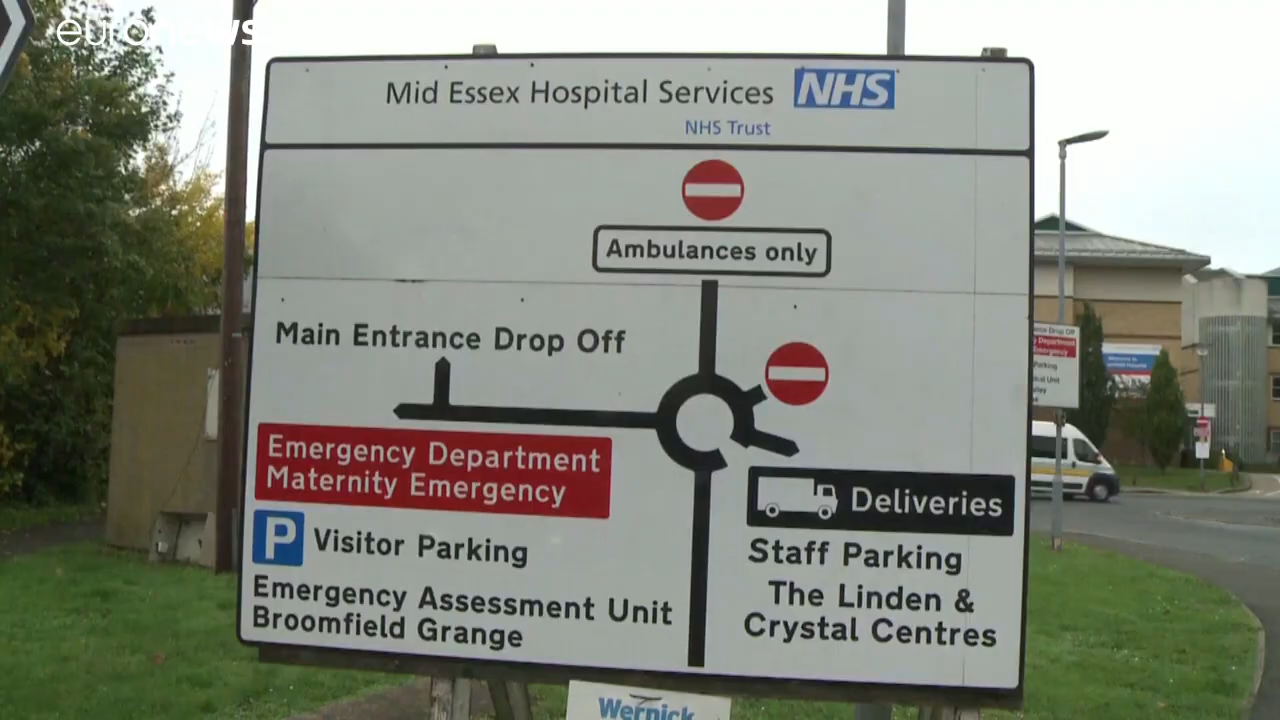 euronews
Mid Essex Hospital Services NHS
NHS Trust
Ambulances only
Main Entrance Drop Off
Emergency Department
Maternity Emergency
P Visitor Parking
Emergency Assessment Unit
Broomfield Grange
Deliveries
Staff Parking
The Linden &
Crystal Centres
Wernick